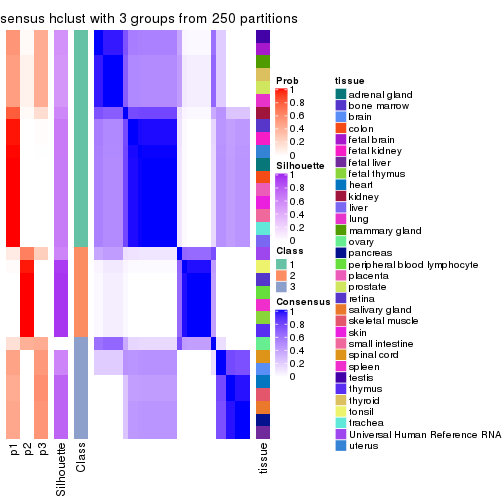 sensus hclust with 3 groups from 250 partitions
Prob
1
0.8
0.6
0.4
0.2
0
Silhouette
1
0.8
0.6
0.4
0.2
0
Class
1
2
3
Consensus
1
0.8
0.6
0.4
0.2
0
tissue
adrenal gland
bone marrow
brain
colon
fetal brain
fetal kidney
fetal liver
fetal thymus
heart
kidney
liver
lung
mammary gland
ovary
pancreas
peripheral blood lymphocyte
placenta
prostate
retina
salivary gland
skeletal muscle
skin
small intestine
spinal cord
spleen
testis
thymus
thyroid
tonsil
trachea
Universal Human Reference RNA
uterus
p1
p2
p3
Silhouette
Class
tissue